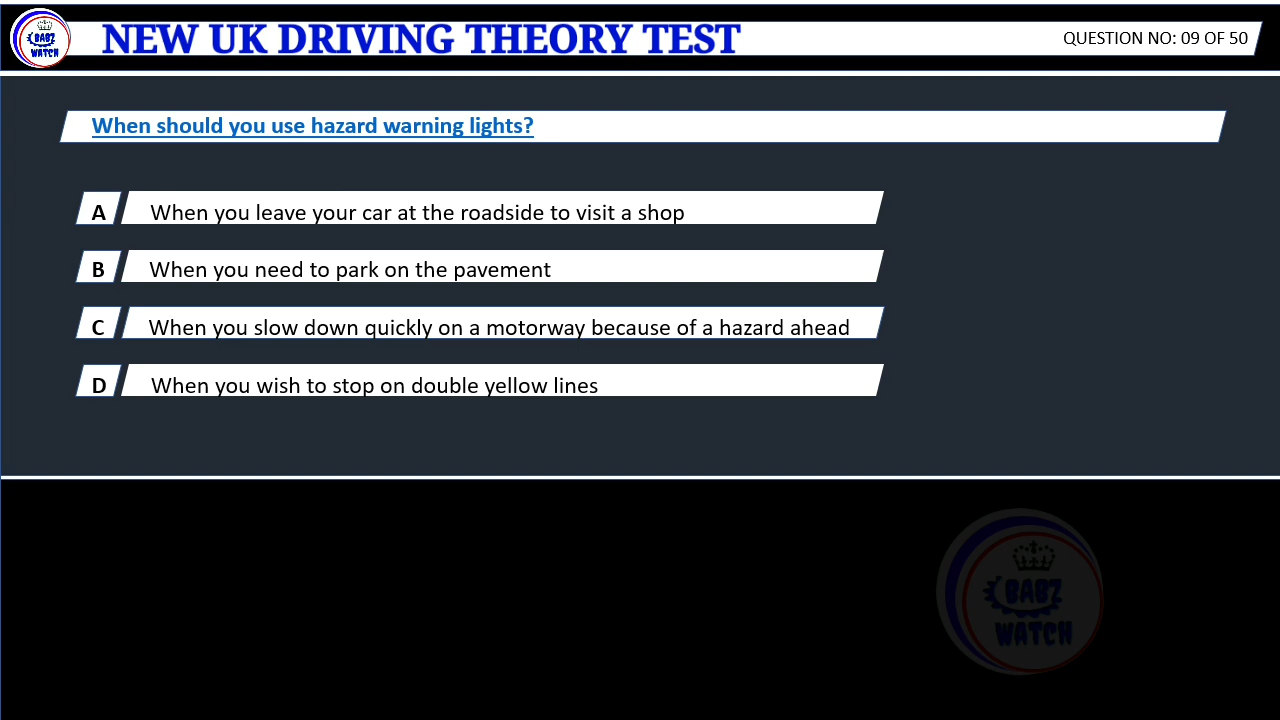 BABZ
WATCH
NEW UK DRIVING THEORY TEST
QUESTION NO: 09 OF 50
When should you use hazard warning lights?
A When you leave your car at the roadside to visit a shop
B When you need to park on the pavement
C When you slow down quickly on a motorway because of a hazard ahead
D When you wish to stop on double yellow lines
BABZ
WATCH